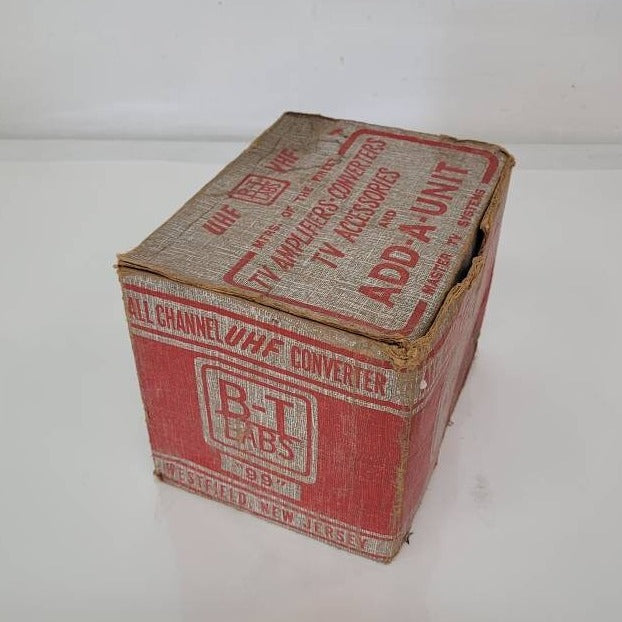 UHF B-T LABS VHF
MFRS. OF THE FINEST
TV AMPLIFIERS-CONVERTERS
TV ACCESSORIES
AND
ADD-A-UNIT
MASTER TV SYSTEMS
ALL CHANNEL UHF CONVERTER
B-T
LABS
"99"
WESTFIELD, NEW JERSEY